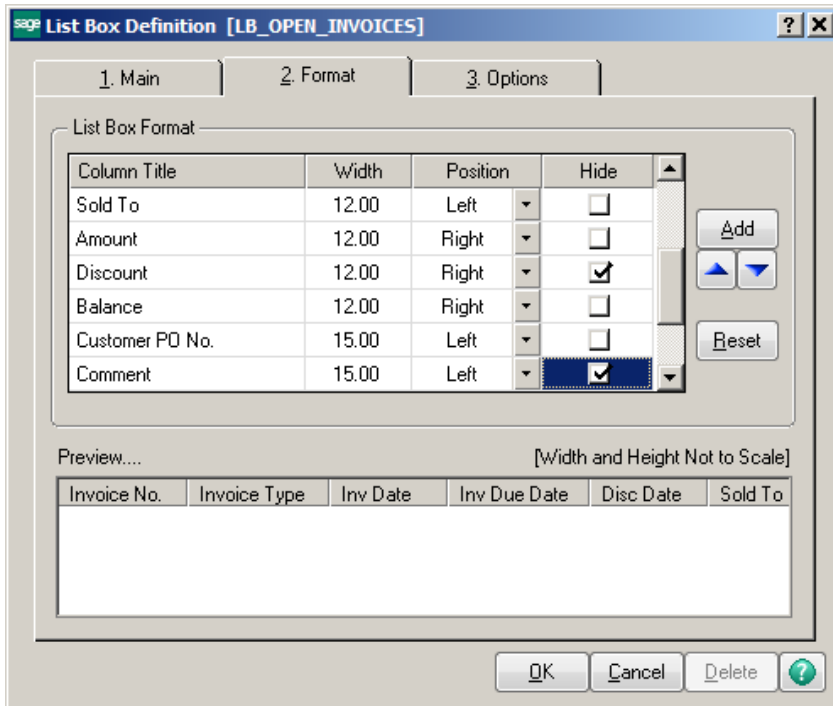 sage List Box Definition [LB_OPEN_INVOICES] ? X
1. Main 2. Format 3. Options
List Box Format
Column Title Width Position Hide
Sold To 12.00 Left
Amount 12.00 Right
Discount 12.00 Right
Balance 12.00 Right
Customer PO No. 15.00 Left
Comment 15.00 Left
Add
Reset
Preview.... [Width and Height Not to Scale]
Invoice No. Invoice Type Inv Date Inv Due Date Disc Date Sold To
OK Cancel Delete ?